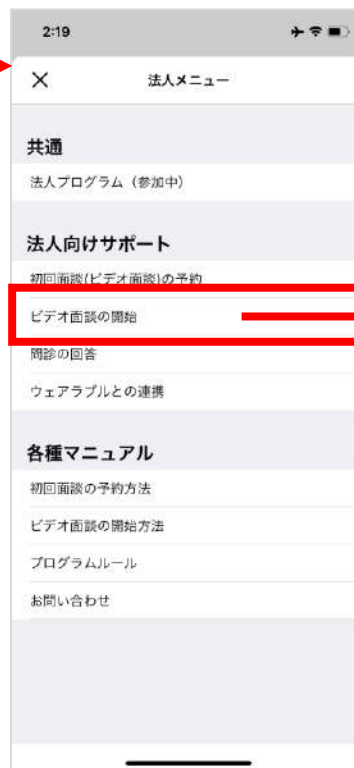 2:19
法人メニュー
共通
法人プログラム（参加中）
法人向けサポート
初回面談(ビデオ面談)の予約
ビデオ面談の開始
問診の回答
ウェアラブルとの連携
各種マニュアル
初回面談の予約方法
ビデオ面談の開始方法
プログラムルール
お問い合わせ